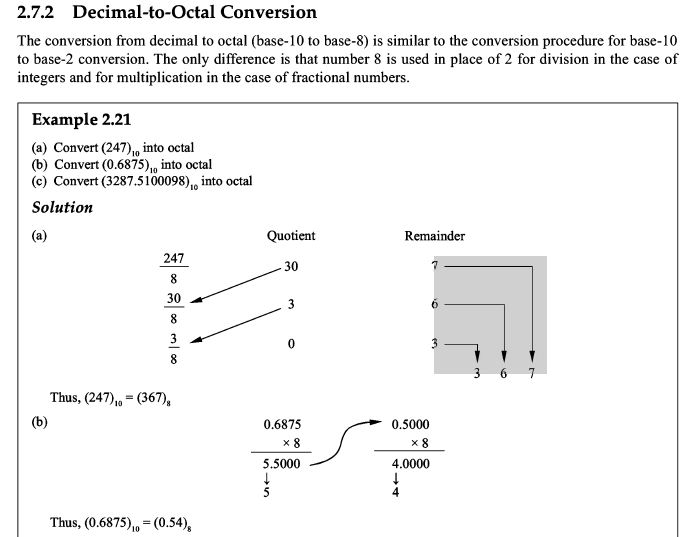 2.7.2 Decimal-to-Octal Conversion
The conversion from decimal to octal (base-10 to base-8) is similar to the conversion procedure for base-10
to base-2 conversion. The only difference is that number 8 is used in place of 2 for division in the case of
integers and for multiplication in the case of fractional numbers.
Example 2.21
(a) Convert (247)₁₀ into octal
(b) Convert (0.6875)₁₀ into octal
(c) Convert (3287.5100098)₁₀ into octal
Solution
(a) Quotient Remainder
247
8
30
7
30
8
3
6
3
8
0
3
3 6 7
Thus, (247)₁₀ = (367)₈
(b) 0.6875 0.5000
× 8 × 8
5.5000 4.0000
↓ ↓
5 4
Thus, (0.6875)₁₀ = (0.54)₈